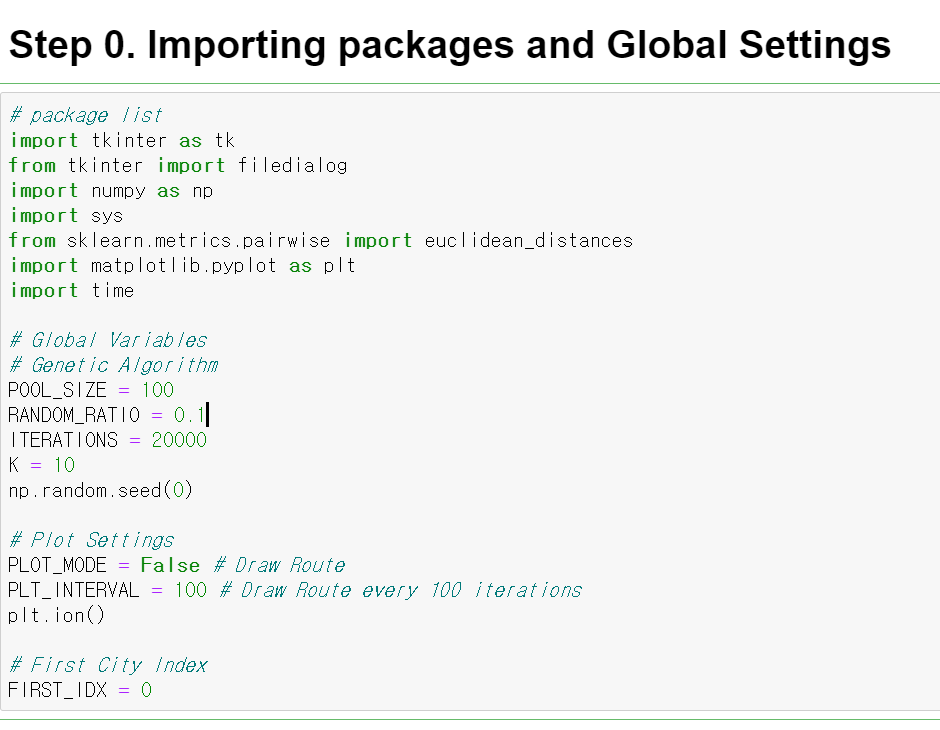 Step 0. Importing packages and Global Settings
# package list
import tkinter as tk
from tkinter import filedialog
import numpy as np
import sys
from sklearn.metrics.pairwise import euclidean_distances
import matplotlib.pyplot as plt
import time
# Global Variables
# Genetic Algorithm
POOL_SIZE = 100
RANDOM_RATIO = 0.1
ITERATIONS = 20000
K = 10
np.random.seed(0)
# Plot Settings
PLOT_MODE = False # Draw Route
PLT_INTERVAL = 100 # Draw Route every 100 iterations
plt.ion()
# First City Index
FIRST_IDX = 0